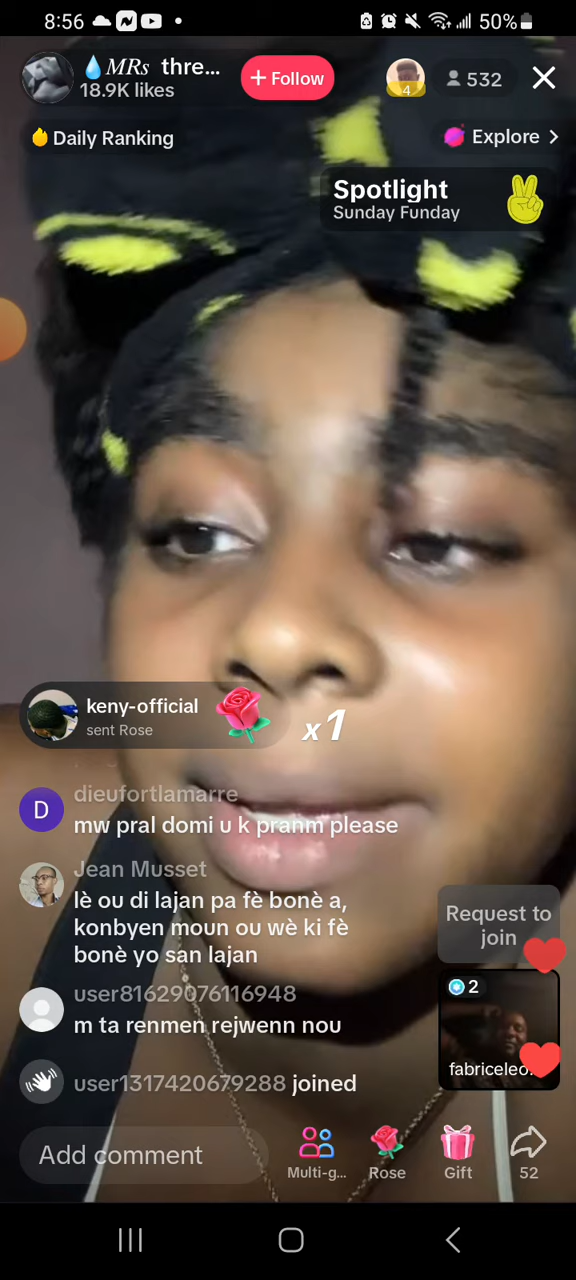 8:56
50%
💧MRs thre...
18.9K likes
+ Follow
4
532
Daily Ranking
Explore
Spotlight
Sunday Funday
keny-official
sent Rose
x1
D
dieufortlamarre
mw pral domi u k pranm please
Jean Musset
lè ou di lajan pa fè bonè a,
konbyen moun ou wè ki fè
bonè yo san lajan
user81629076116948
m ta renmen rejwenn nou
user1317420679288 joined
Request to
join
2
fabriceleo...
Add comment
Multi-g...
Rose
Gift
52